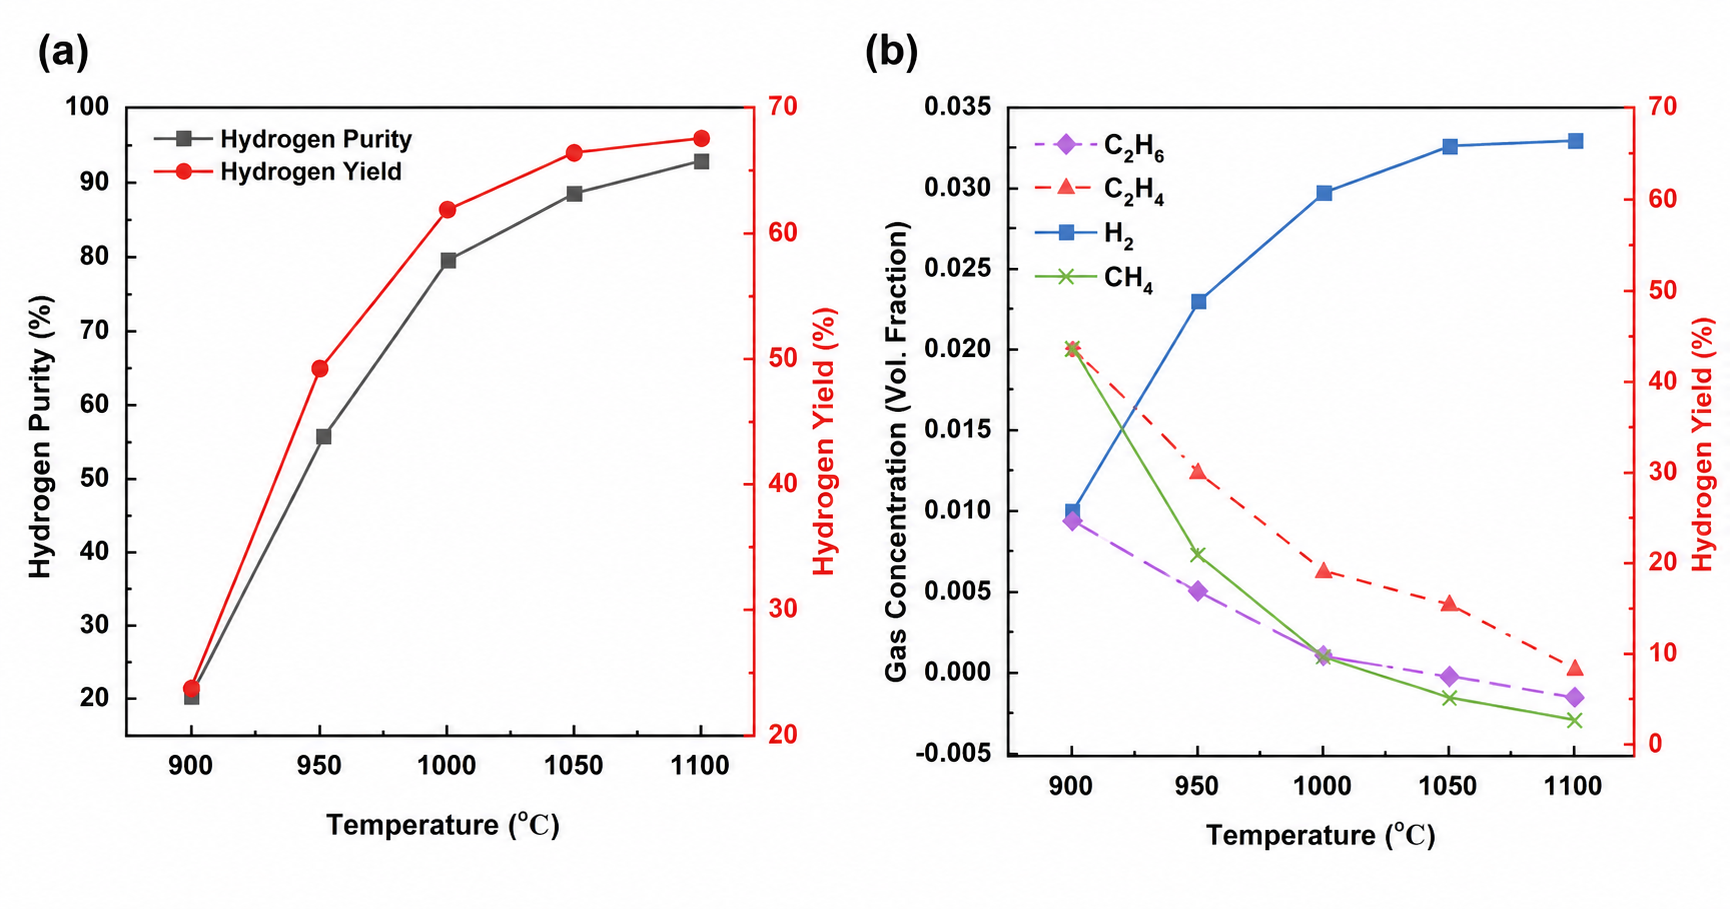 (a)
100
90
80
70
60
50
40
30
20
Hydrogen Purity (%)
Hydrogen Purity
Hydrogen Yield
70
60
50
40
30
20
Hydrogen Yield (%)
900 950 1000 1050 1100
Temperature (°C)
(b)
0.035
0.030
0.025
0.020
0.015
0.010
0.005
0.000
-0.005
Gas Concentration (Vol. Fraction)
C₂H₆
C₂H₄
H₂
CH₄
70
60
50
40
30
20
10
0
Hydrogen Yield (%)
900 950 1000 1050 1100
Temperature (°C)